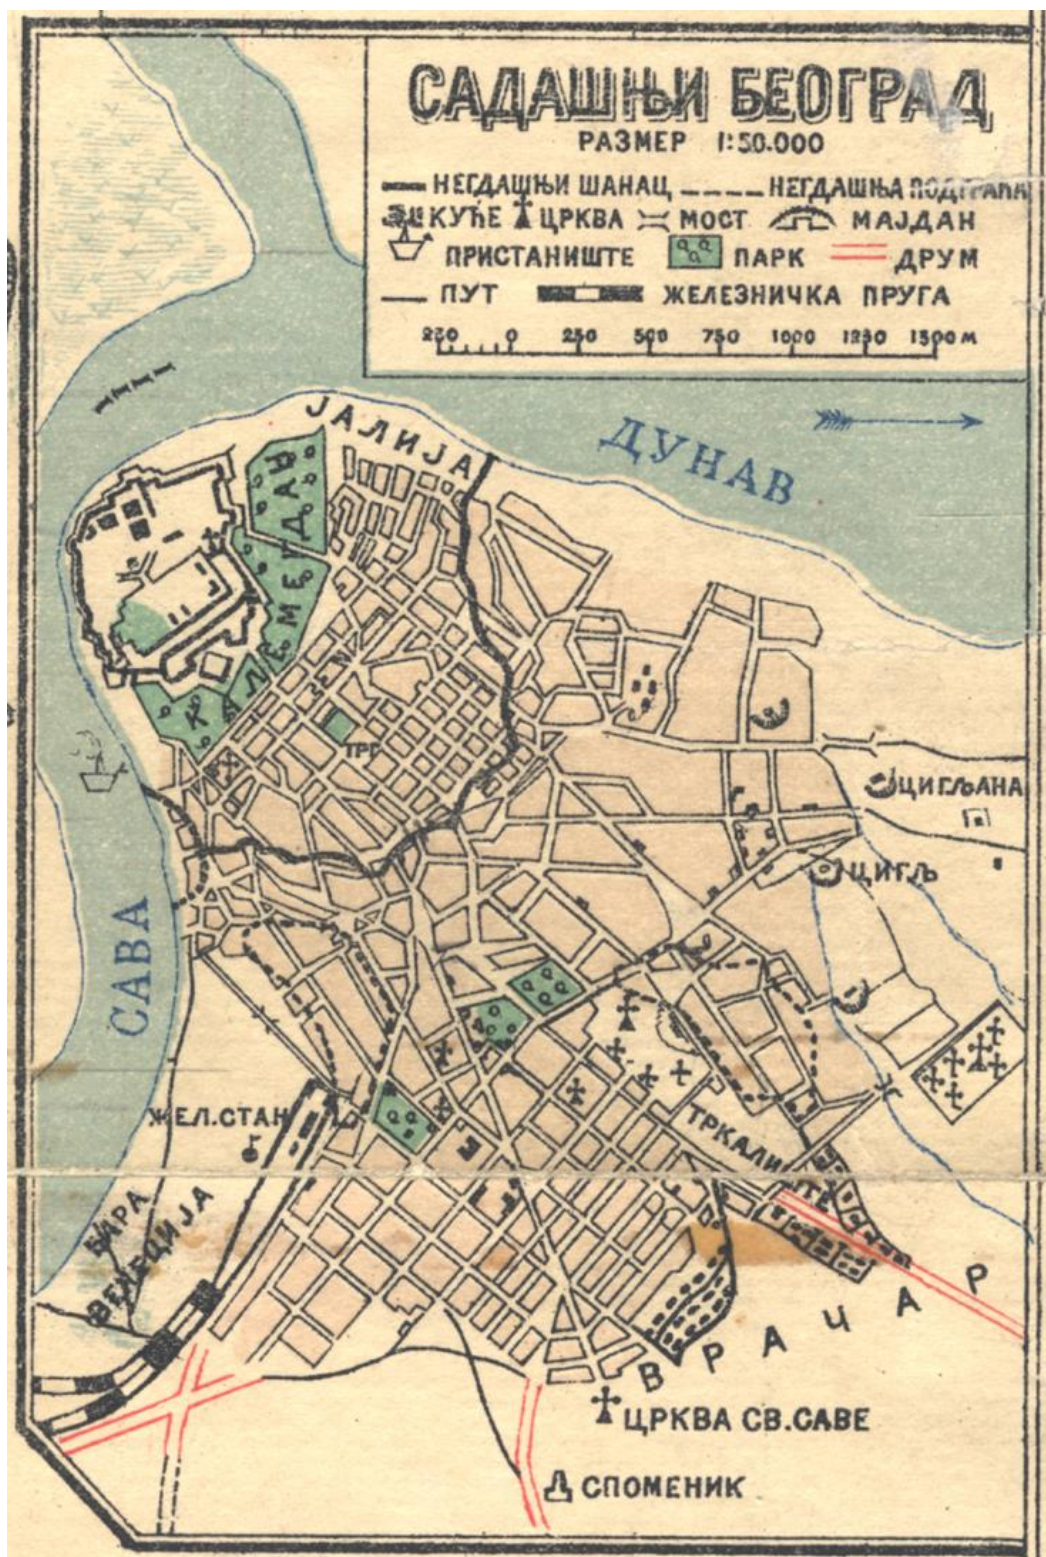 САДАШЊИ БЕОГРАД
РАЗМЕР 1:50.000
НЕГДАШЊИ ШАНАЦ НЕГДАШЊА ПОДГРАЂА
КУЋЕ ЦРКВА МОСТ МАЈДАН
ПРИСТАНИШТЕ ПАРК ДРУМ
ПУТ ЖЕЛЕЗНИЧКА ПРУГА
250 0 250 500 750 1000 1250 1500 м
ЈАЛИЈА
ДУНАВ
КАЛЕМЕГДАН
ТРГ
ЦИГЉАНА
ЦИГЉ
САВА
ЖЕЛ.СТАН
ТРКАЛИШТЕ
БАРА
ВЕНЕЦИЈА
ВРАЧАР
ЦРКВА СВ.САВЕ
СПОМЕНИК